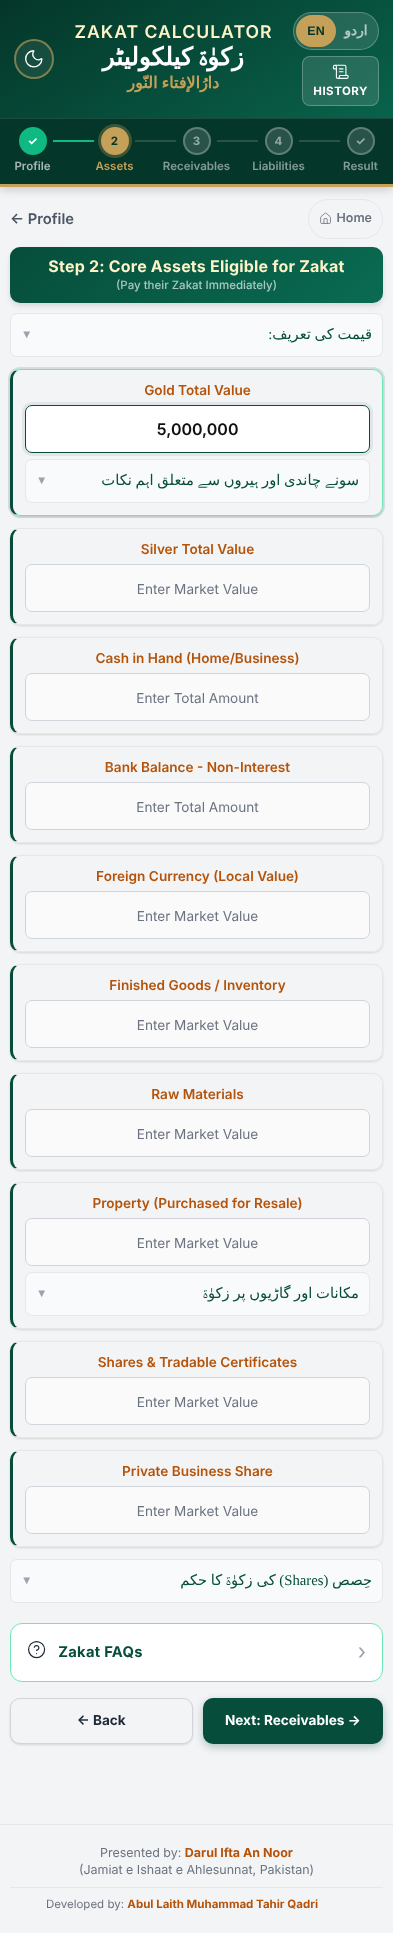 ZAKAT CALCULATOR
زکوٰۃ کیلکولیٹر
دارُالإفتاء النّور
EN
اردو
HISTORY
✓ 2 3 4 ✓
Profile Assets Receivables Liabilities Result
← Profile
Home
Step 2: Core Assets Eligible for Zakat
(Pay their Zakat Immediately)
قیمت کی تعریف:
Gold Total Value
5,000,000
سونے چاندی اور ہیروں سے متعلق اہم نکات
Silver Total Value
Enter Market Value
Cash in Hand (Home/Business)
Enter Total Amount
Bank Balance - Non-Interest
Enter Total Amount
Foreign Currency (Local Value)
Enter Market Value
Finished Goods / Inventory
Enter Market Value
Raw Materials
Enter Market Value
Property (Purchased for Resale)
Enter Market Value
مکانات اور گاڑیوں پر زکوٰۃ
Shares & Tradable Certificates
Enter Market Value
Private Business Share
Enter Market Value
حِصص (Shares) کی زکوٰۃ کا حکم
Zakat FAQs
← Back
Next: Receivables →
Presented by: Darul Ifta An Noor
(Jamiat e Ishaat e Ahlesunnat, Pakistan)
Developed by: Abul Laith Muhammad Tahir Qadri